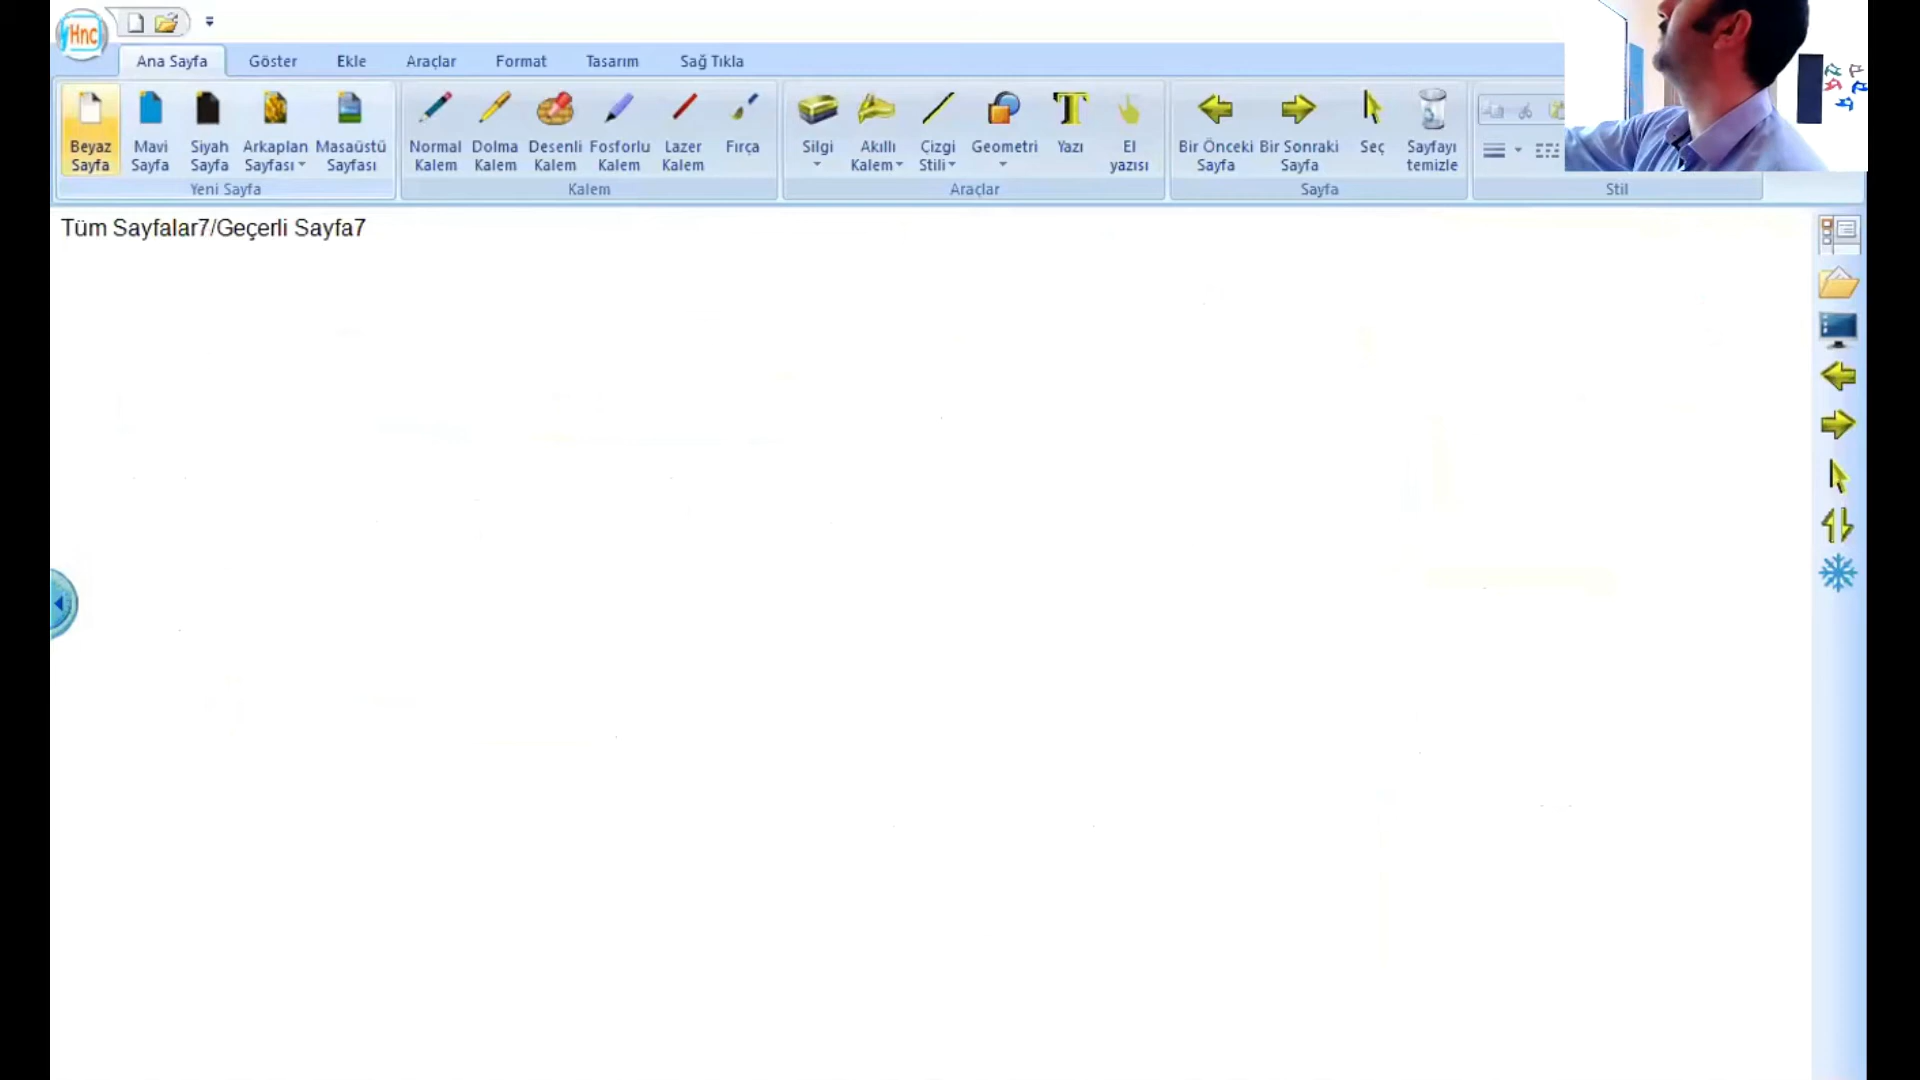 Hnc
Ana Sayfa Göster Ekle Araçlar Format Tasarım Sağ Tıkla
Beyaz Sayfa
Mavi Sayfa
Siyah Sayfa
Arkaplan Sayfası
Masaüstü Sayfası
Yeni Sayfa
Normal Kalem
Dolma Kalem
Desenli Kalem
Fosforlu Kalem
Lazer Kalem
Fırça
Kalem
Silgi
Akıllı Kalem
Çizgi Stili
Geometri
Yazı
El yazısı
Araçlar
Bir Önceki Sayfa
Bir Sonraki Sayfa
Seç
Sayfayı temizle
Sayfa
Stil
Tüm Sayfalar7/Geçerli Sayfa7